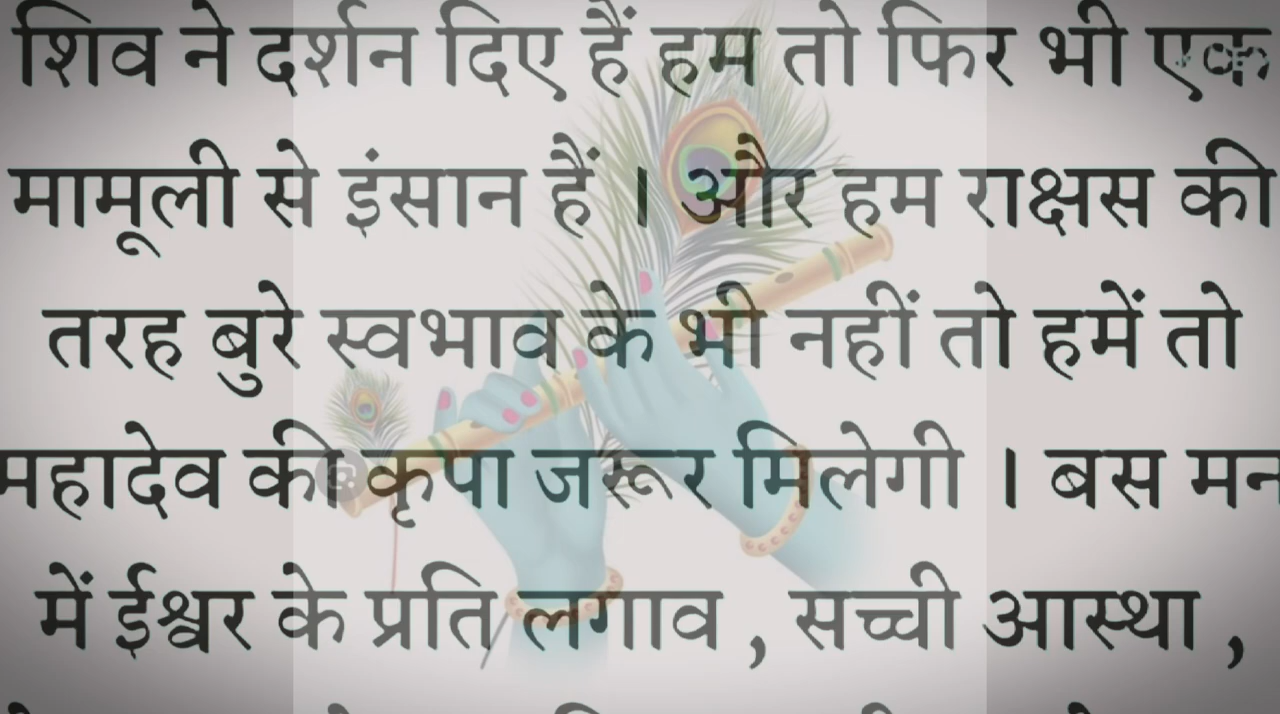 शिव ने दर्शन दिए हैं हम तो फिर भी एक
मामूली से इंसान हैं । और हम राक्षस की
तरह बुरे स्वभाव के भी नहीं तो हमें तो
महादेव की कृपा जरूर मिलेगी । बस मन
में ईश्वर के प्रति लगाव , सच्ची आस्था ,